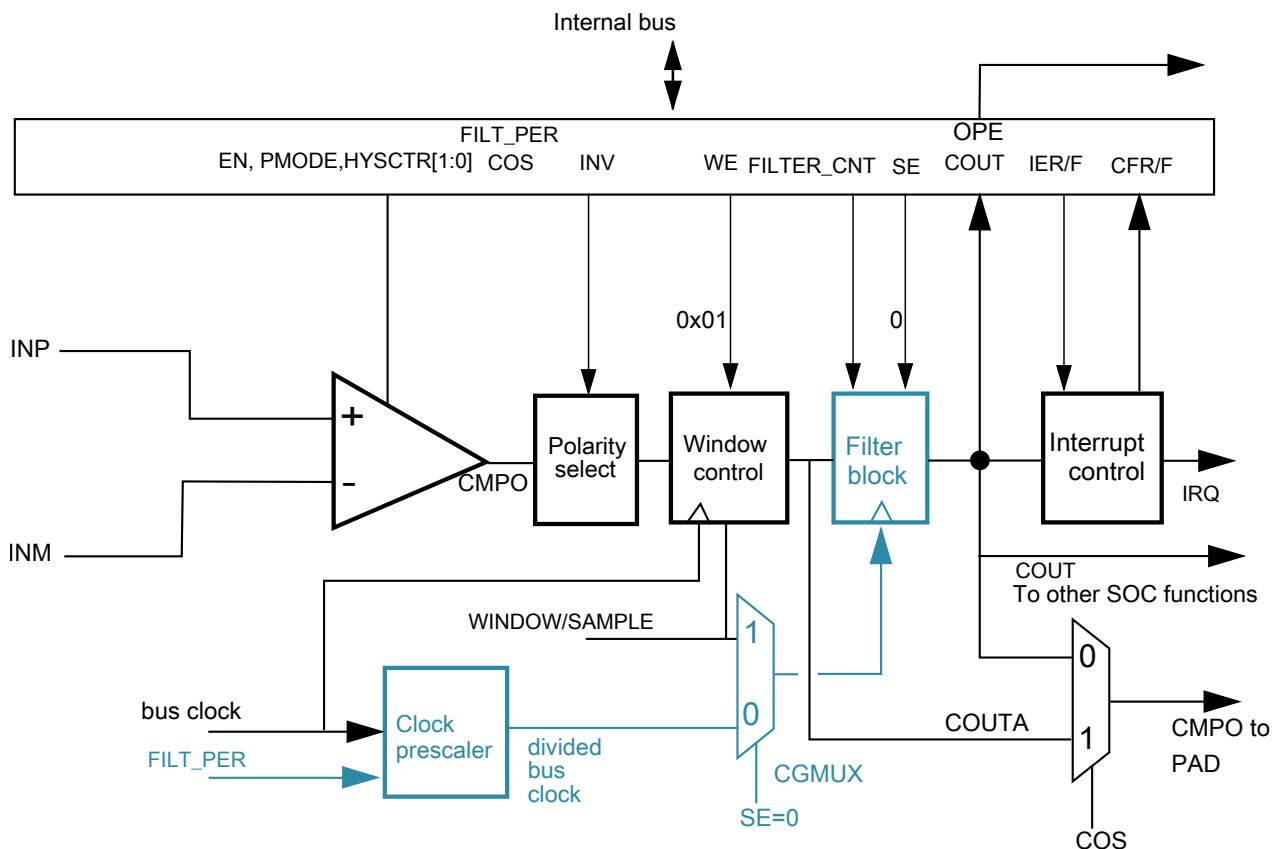 Internal bus
FILT_PER
OPE
EN, PMODE,HYSCTR[1:0]
COS
INV
WE
FILTER_CNT
SE
COUT
IER/F
CFR/F
0x01
0
INP
+
-
INM
CMPO
Polarity
select
Window
control
Filter
block
Interrupt
control
IRQ
COUT
To other SOC functions
WINDOW/SAMPLE
1
0
0
1
bus clock
FILT_PER
Clock
prescaler
divided
bus
clock
CGMUX
SE=0
COUTA
CMPO to
PAD
COS